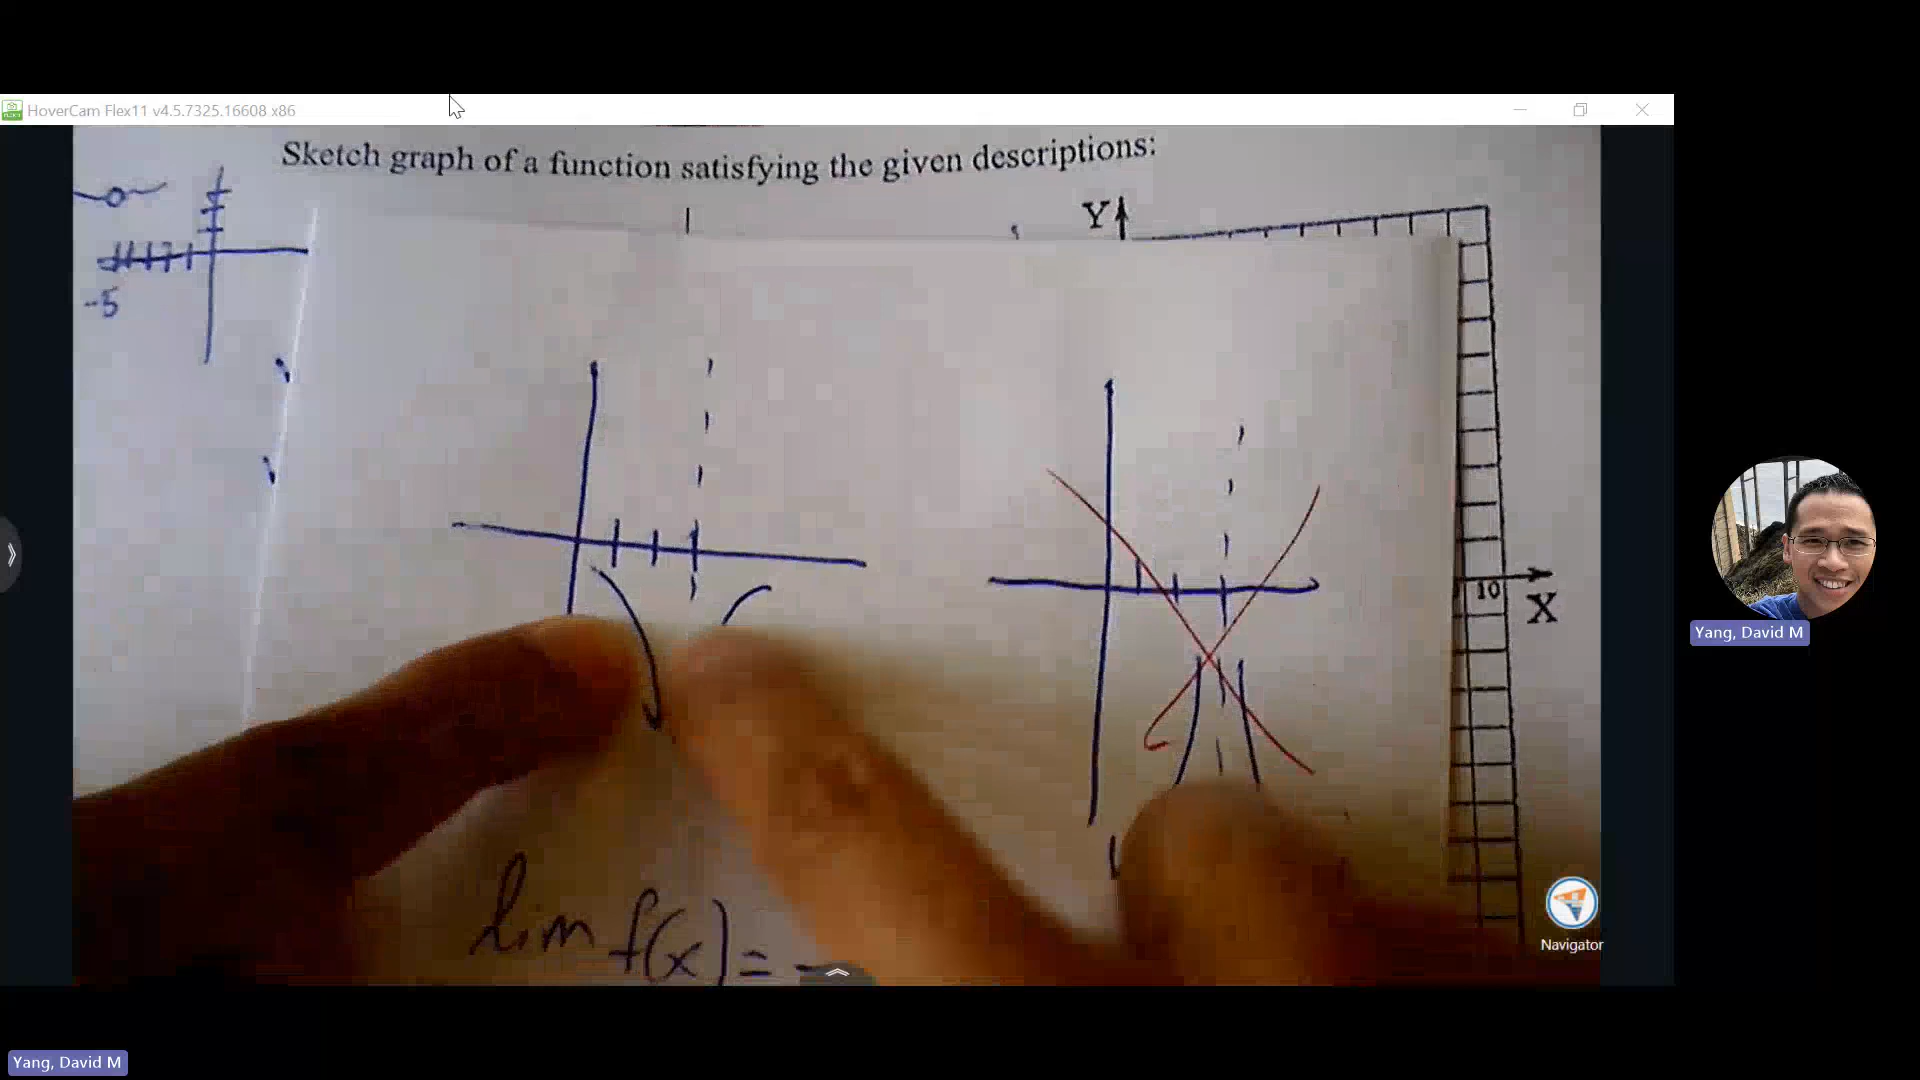 HoverCam Flex11 v4.5.7325.16608 x86
Sketch graph of a function satisfying the given descriptions:
Y
-5
10
X
lim f(x) = -
Navigator
Yang, David M
Yang, David M